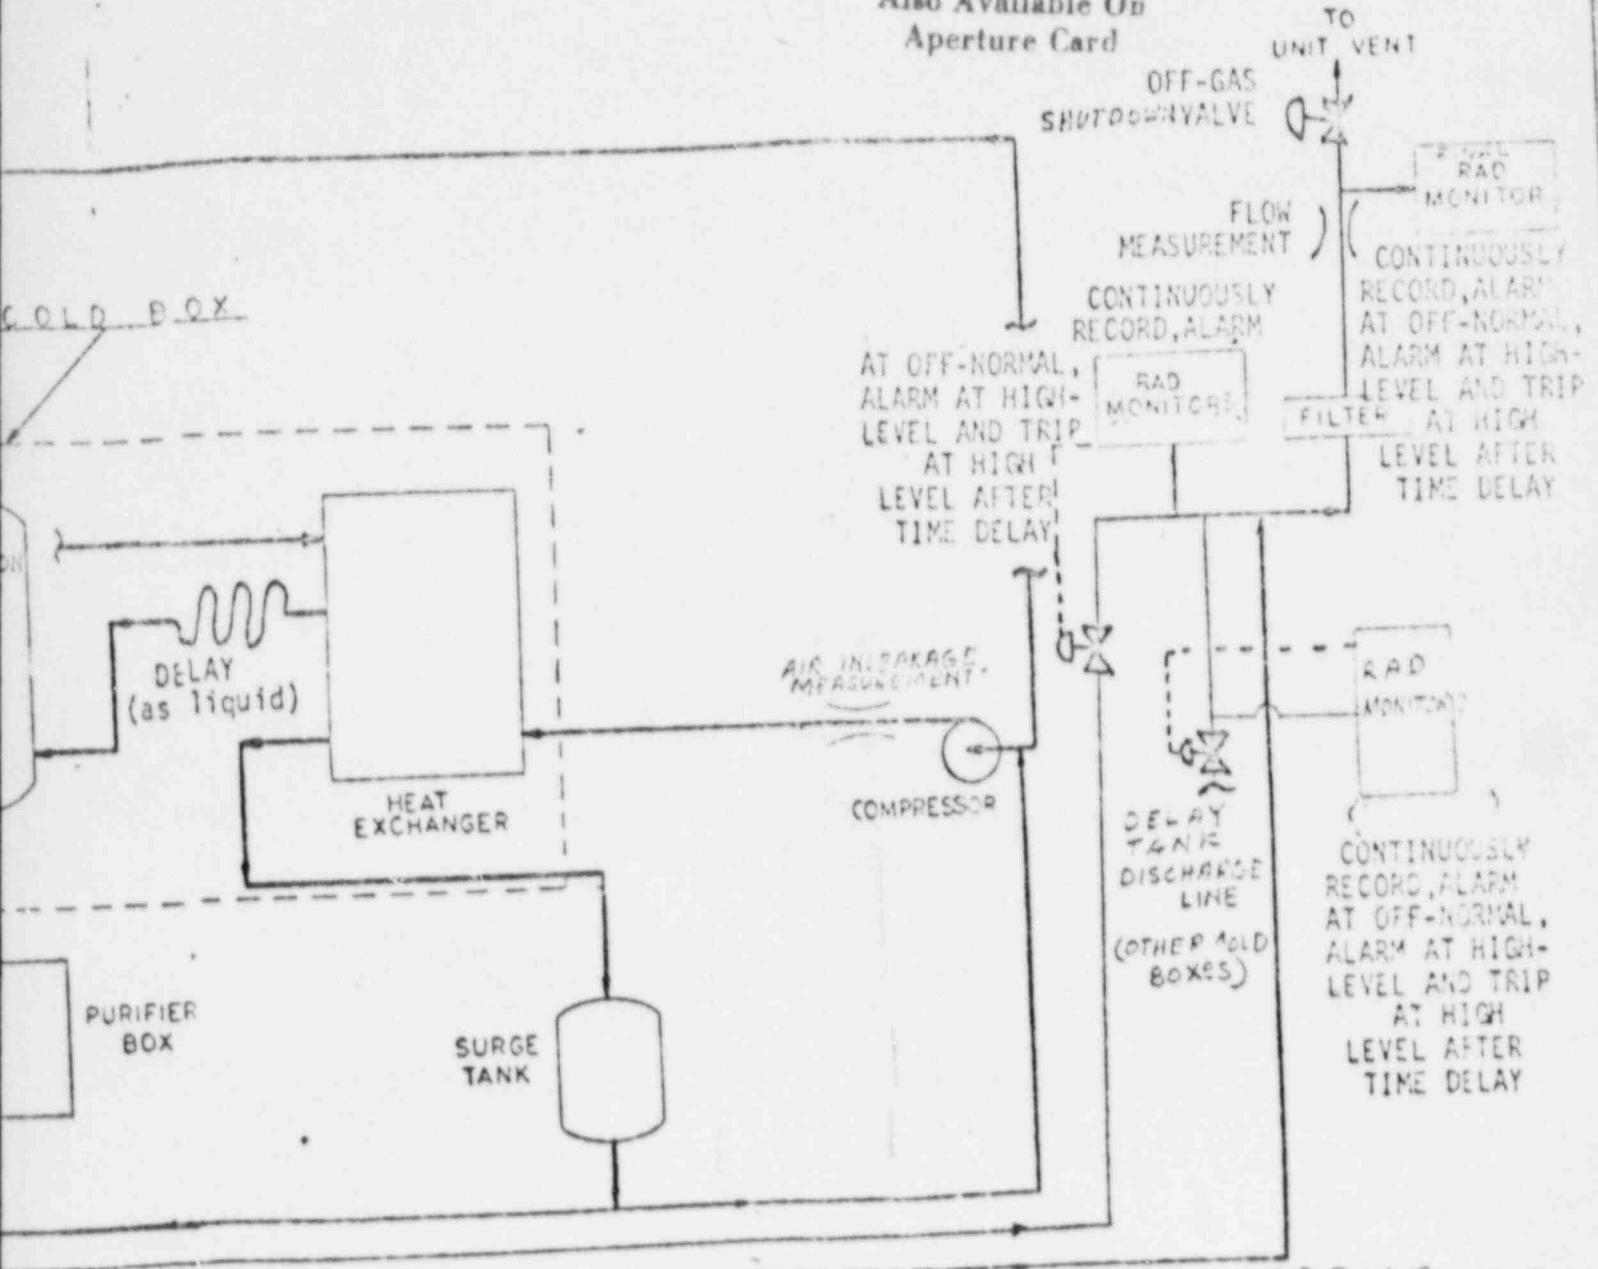 Also Available On
Aperture Card
TO
UNIT VENT
OFF-GAS
SHUTDOWN VALVE
RAD
MONITOR
FLOW
MEASUREMENT
CONTINUOUSLY
RECORD, ALARM
AT OFF-NORMAL,
ALARM AT HIGH-
LEVEL AND TRIP
AT HIGH
LEVEL AFTER
TIME DELAY
CONTINUOUSLY
RECORD, ALARM
AT OFF-NORMAL,
ALARM AT HIGH-
LEVEL AND TRIP
AT HIGH
LEVEL AFTER
TIME DELAY
RAD
MONITORS
FILTER
COLD BOX
DELAY
(as liquid)
HEAT
EXCHANGER
AIR INLEAKAGE
MEASUREMENT
COMPRESSOR
RAD
MONITOR
DELAY
TANK
DISCHARGE
LINE
(OTHER COLD
BOXES)
CONTINUOUSLY
RECORD, ALARM
AT OFF-NORMAL,
ALARM AT HIGH-
LEVEL AND TRIP
AT HIGH
LEVEL AFTER
TIME DELAY
PURIFIER
BOX
SURGE
TANK